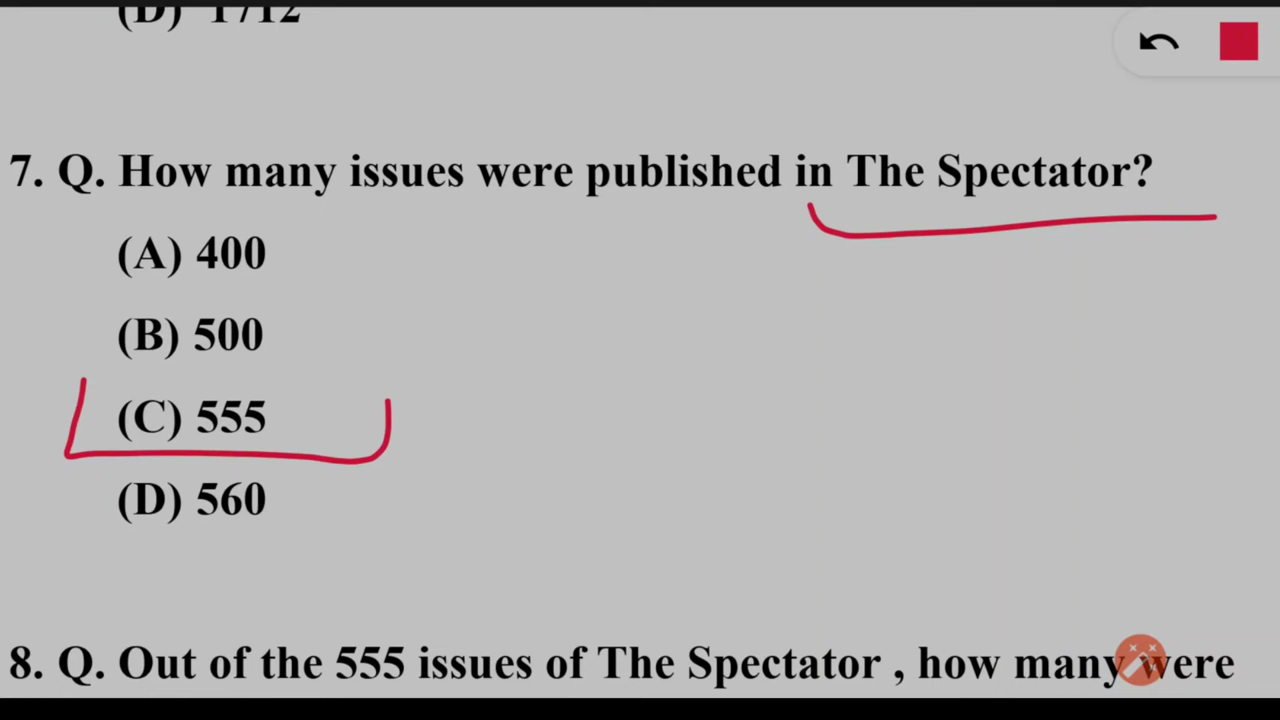 (D) 1712
7. Q. How many issues were published in The Spectator?
(A) 400
(B) 500
(C) 555
(D) 560
8. Q. Out of the 555 issues of The Spectator , how many were